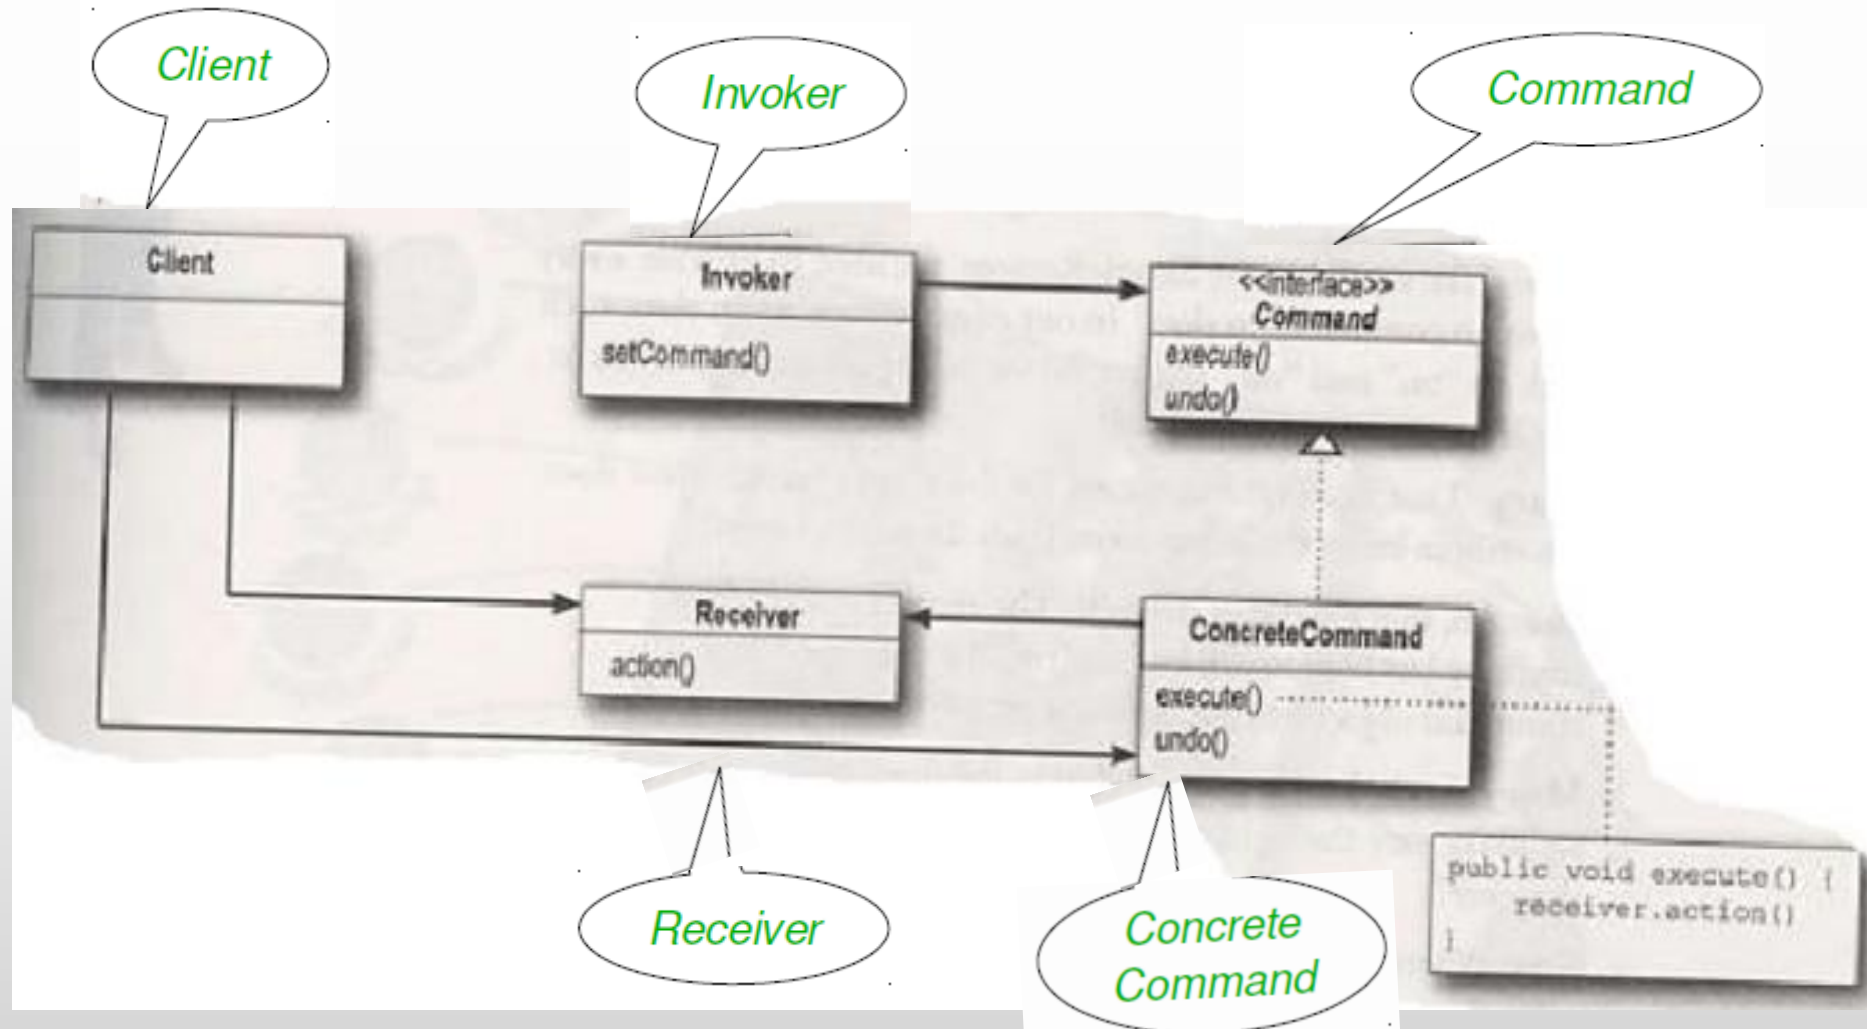 Client
Invoker
Command
Client
Invoker
setCommand()
<<interface>>
Command
execute()
undo()
Receiver
action()
ConcreteCommand
execute()
undo()
public void execute() {
receiver.action()
}
Receiver
Concrete
Command